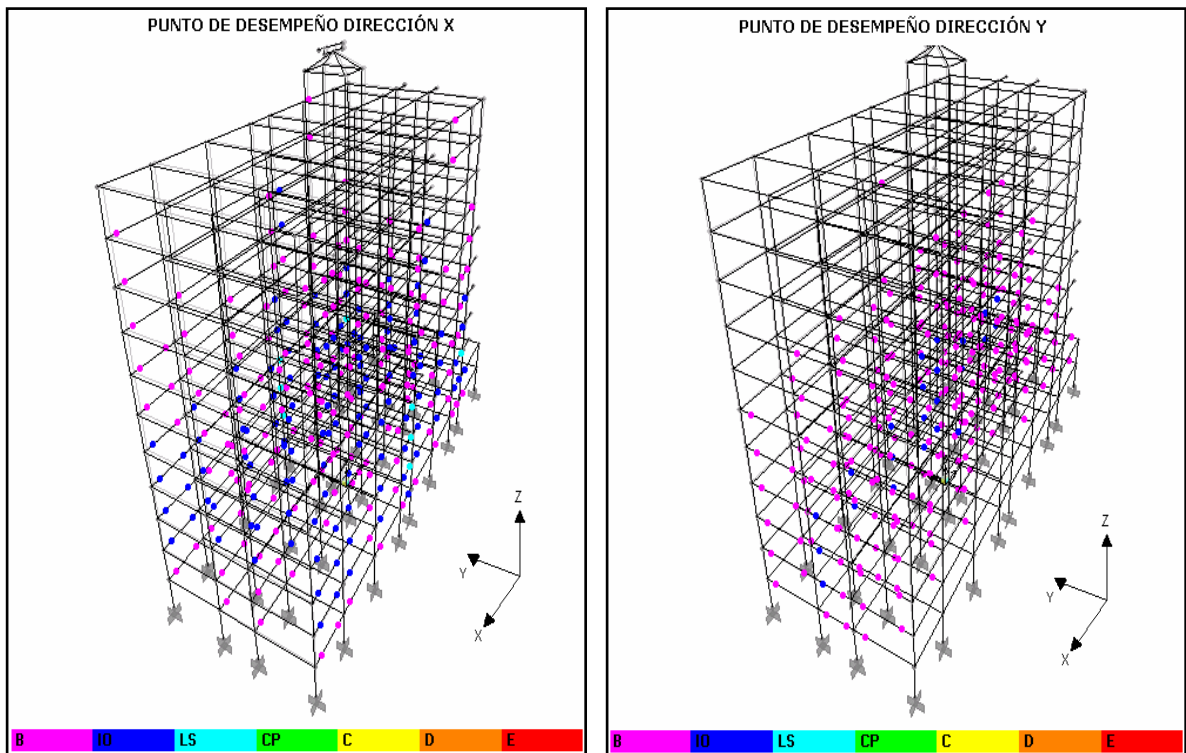 PUNTO DE DESEMPEÑO DIRECCIÓN X
Z
Y
X
B IO LS CP C D E
PUNTO DE DESEMPEÑO DIRECCIÓN Y
Z
Y
X
B IO LS CP C D E